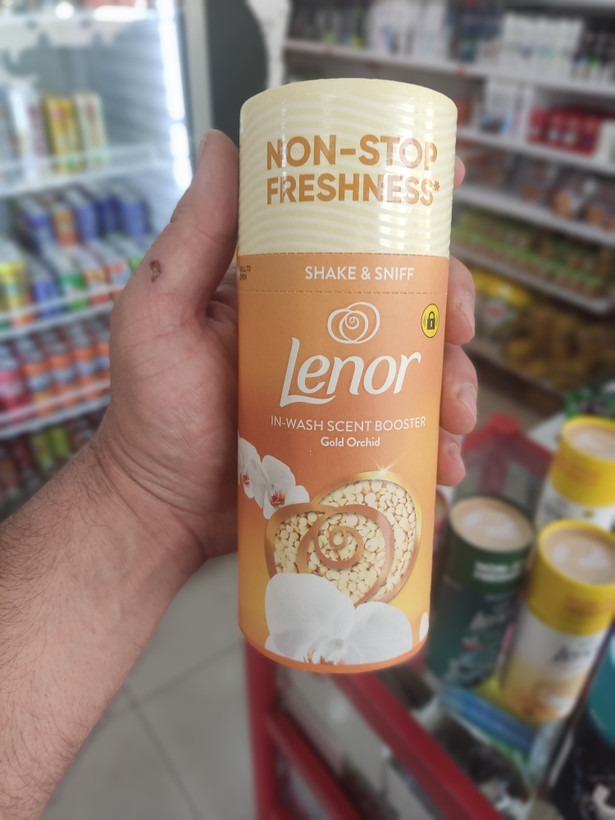 NON-STOP
FRESHNESS*
SHAKE & SNIFF
Lenor
IN-WASH SCENT BOOSTER
Gold Orchid